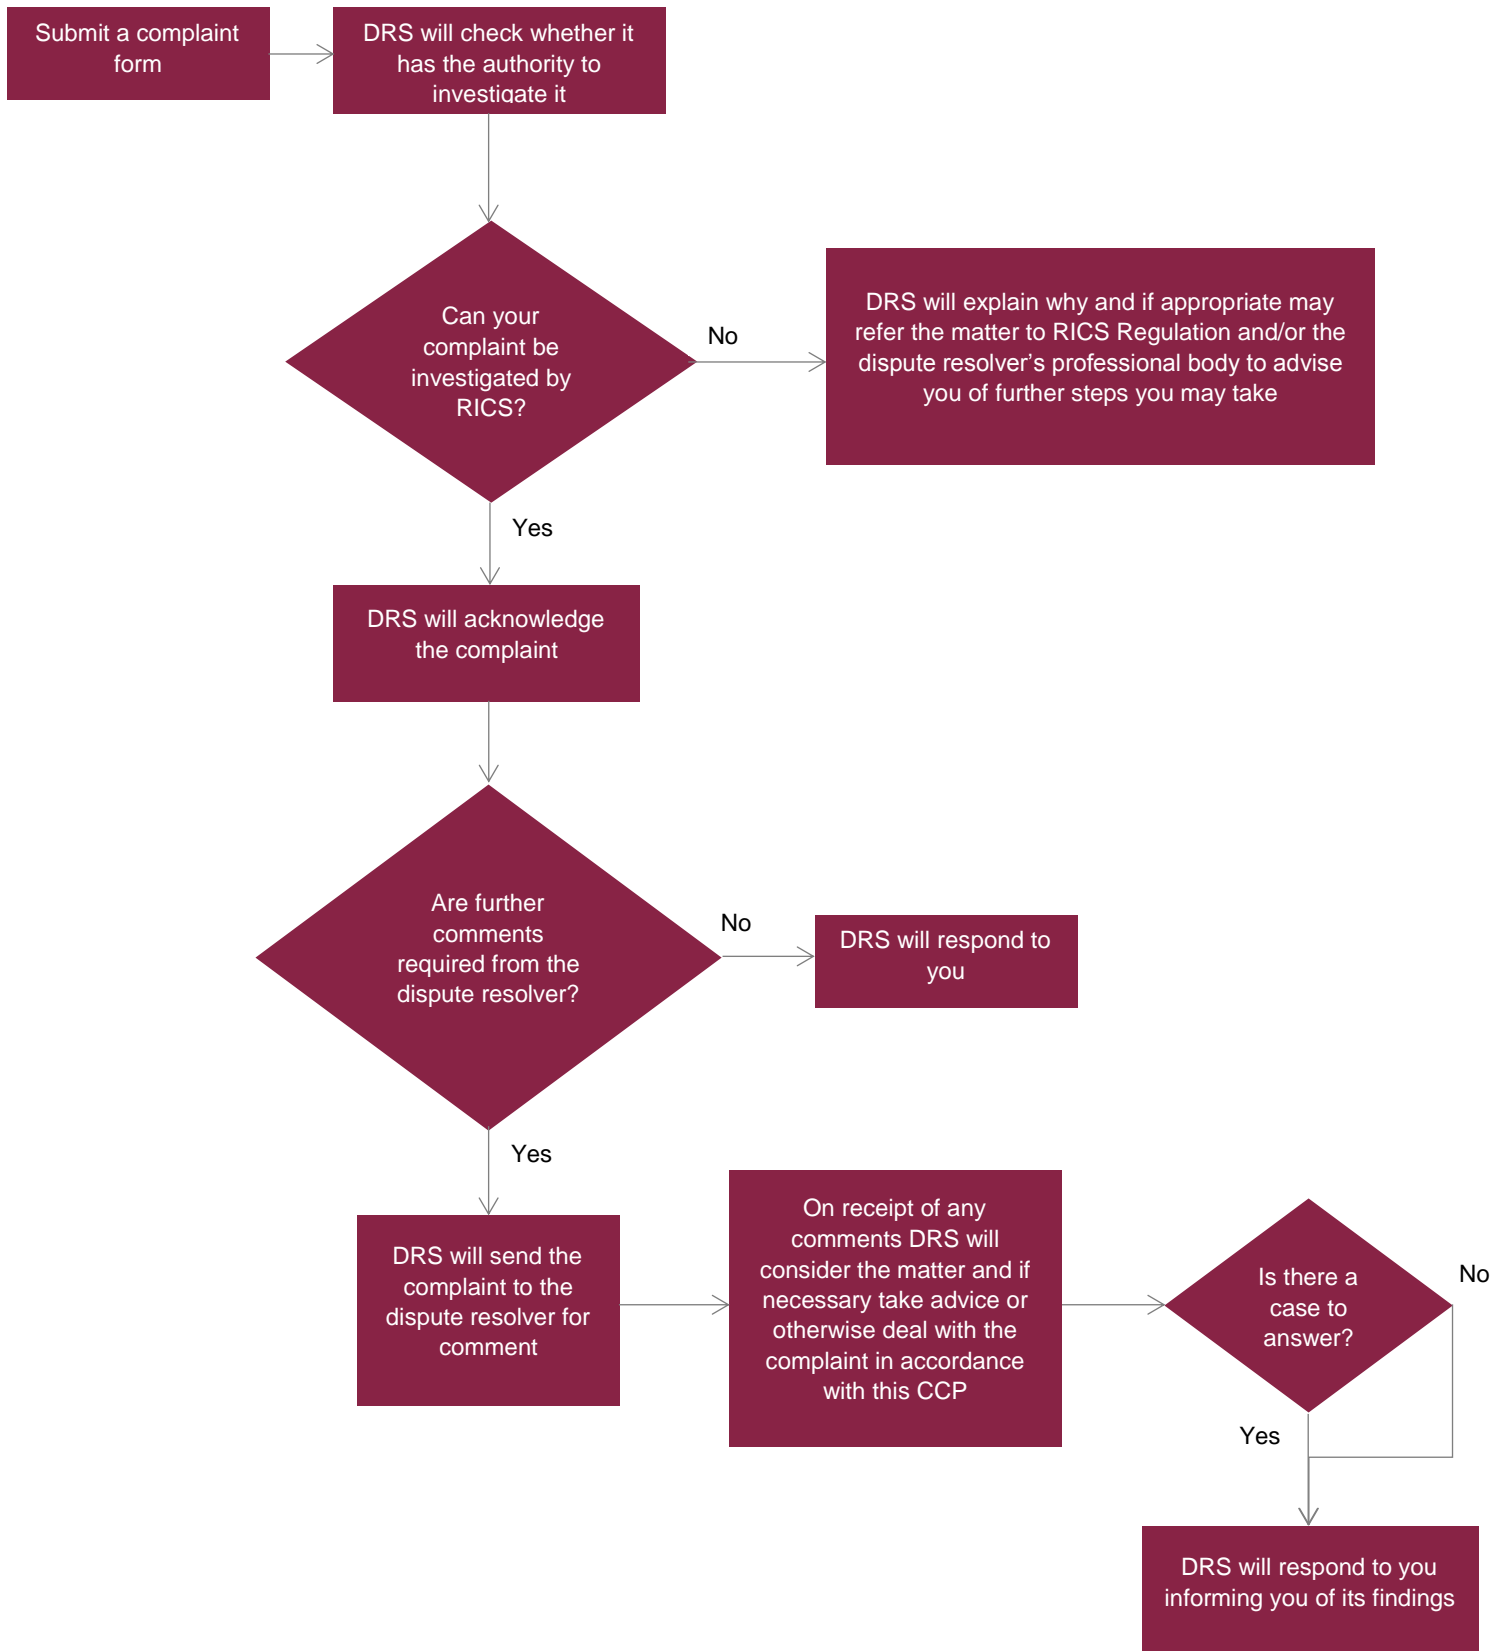 Submit a complaint
form
DRS will check whether it
has the authority to
investigate it
Can your
complaint be
investigated by
RICS?
No
DRS will explain why and if appropriate may
refer the matter to RICS Regulation and/or the
dispute resolver’s professional body to advise
you of further steps you may take
Yes
DRS will acknowledge
the complaint
Are further
comments
required from the
dispute resolver?
No
DRS will respond to
you
Yes
DRS will send the
complaint to the
dispute resolver for
comment
On receipt of any
comments DRS will
consider the matter and if
necessary take advice or
otherwise deal with the
complaint in accordance
with this CCP
Is there a
case to
answer?
No
Yes
DRS will respond to you
informing you of its findings